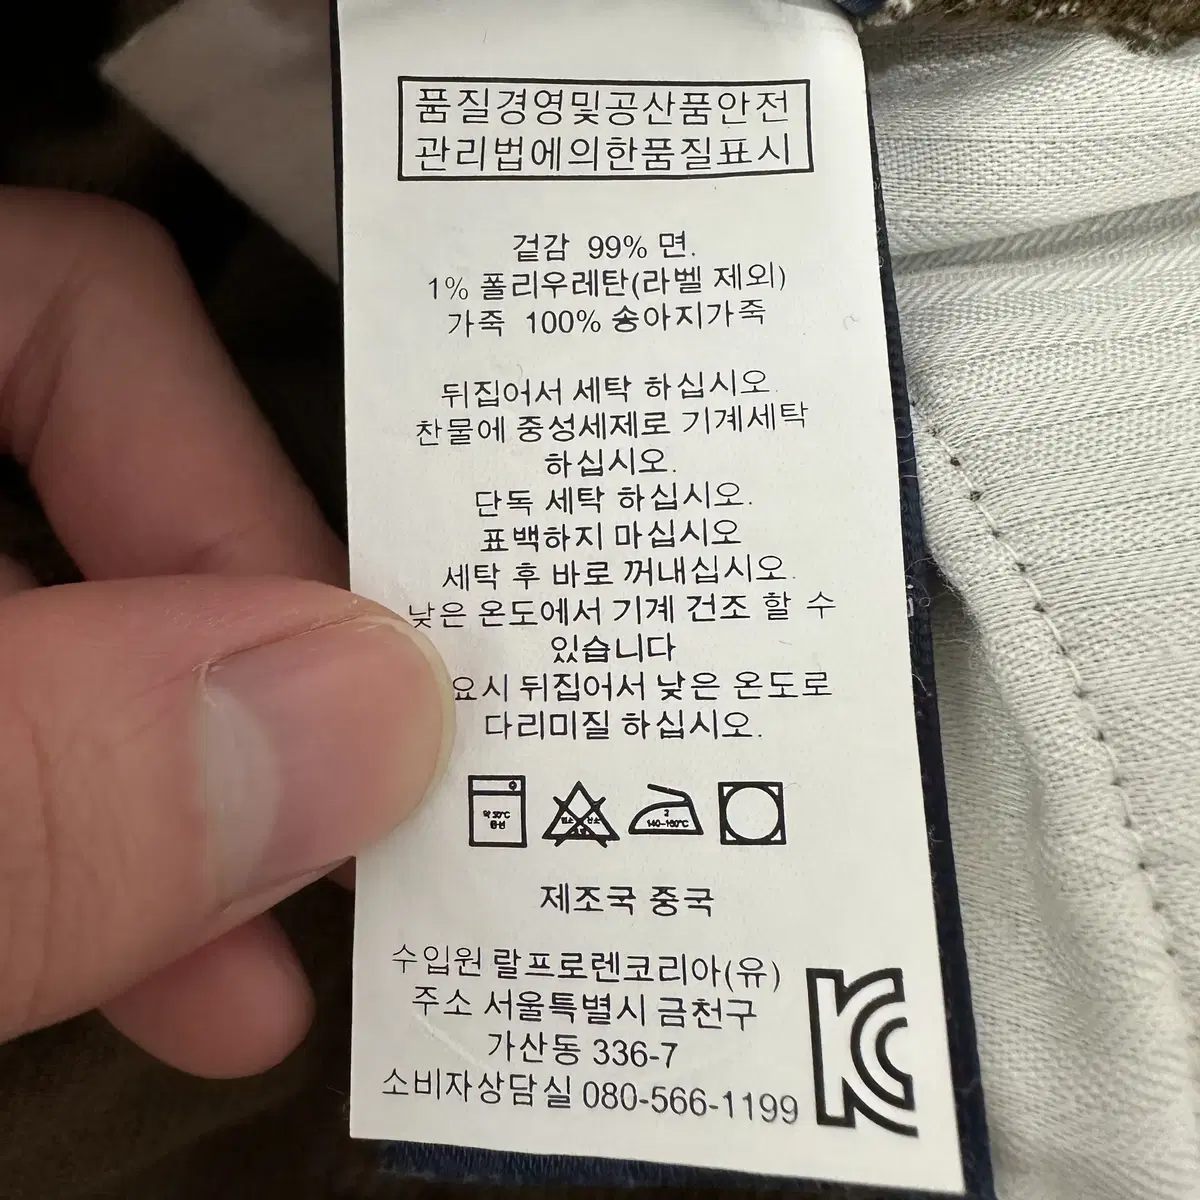 품질경영및공산품안전
관리법에의한품질표시
겉감 99% 면.
1% 폴리우레탄(라벨 제외)
가죽 100% 송아지가죽
뒤집어서 세탁 하십시오.
찬물에 중성세제로 기계세탁
하십시오.
단독 세탁 하십시오.
표백하지 마십시오
세탁 후 바로 꺼내십시오.
낮은 온도에서 기계 건조 할 수
있습니다
요시 뒤집어서 낮은 온도로
다리미질 하십시오.
약 30°C
중성
2
140-160°C
제조국 중국
수입원 랄프로렌코리아(유)
주소 서울특별시 금천구
가산동 336-7
소비자상담실 080-566-1199
KC